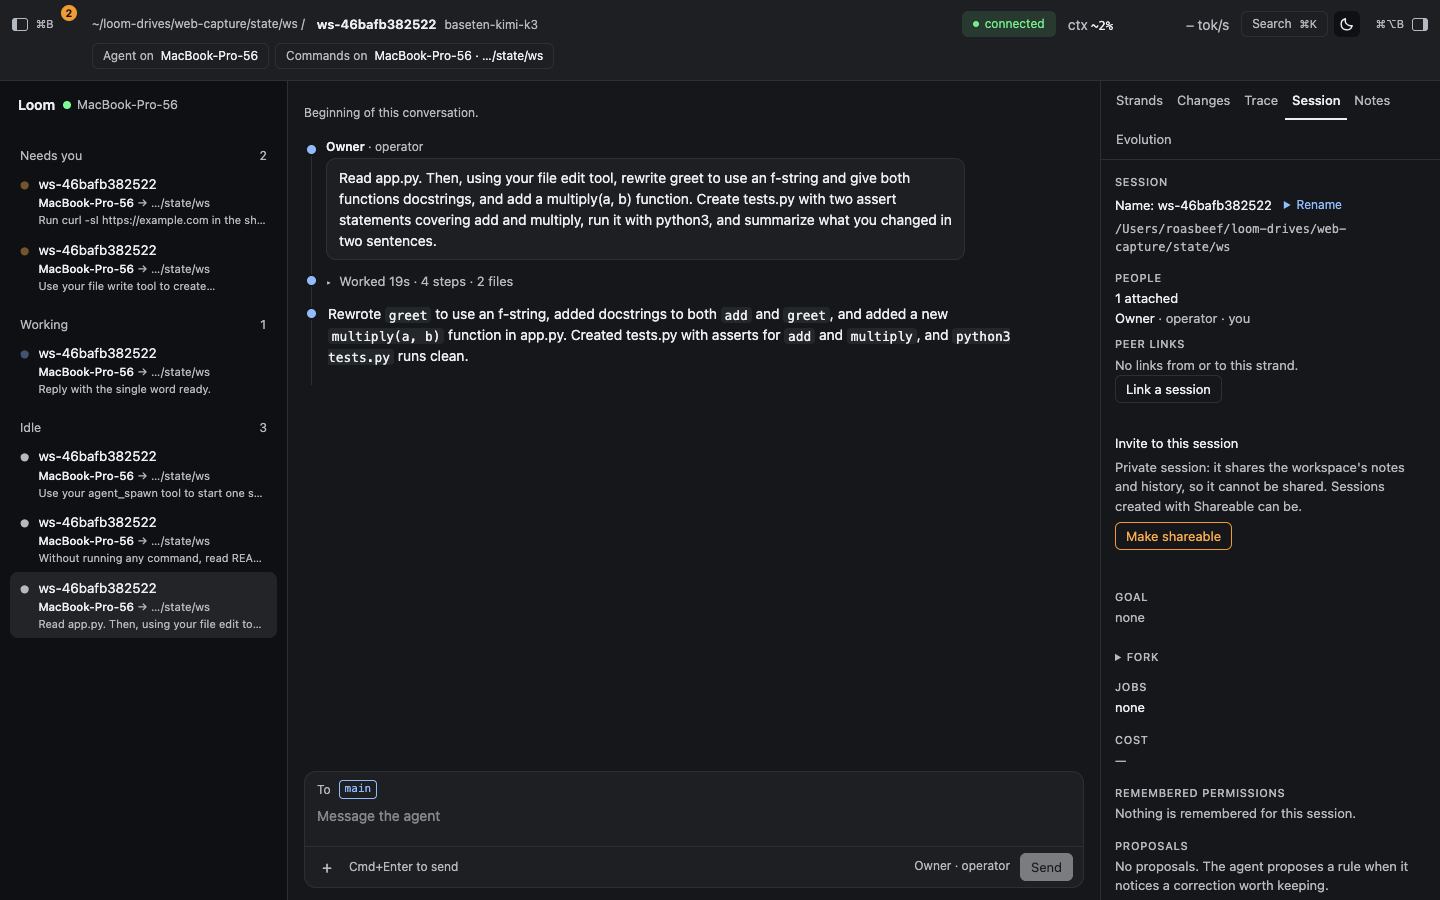 ⌘B
2
~/loom-drives/web-capture/state/ws / ws-46bafb382522 baseten-kimi-k3
connected
ctx ~2%
– tok/s
Search ⌘K
⌘⌥B
Agent on MacBook-Pro-56
Commands on MacBook-Pro-56 · .../state/ws
Loom MacBook-Pro-56
Needs you 2
ws-46bafb382522
MacBook-Pro-56 → .../state/ws
Run curl -sI https://example.com in the sh...
ws-46bafb382522
MacBook-Pro-56 → .../state/ws
Use your file write tool to create...
Working 1
ws-46bafb382522
MacBook-Pro-56 → .../state/ws
Reply with the single word ready.
Idle 3
ws-46bafb382522
MacBook-Pro-56 → .../state/ws
Use your agent_spawn tool to start one s...
ws-46bafb382522
MacBook-Pro-56 → .../state/ws
Without running any command, read REA...
ws-46bafb382522
MacBook-Pro-56 → .../state/ws
Read app.py. Then, using your file edit to...
Beginning of this conversation.
Owner · operator
Read app.py. Then, using your file edit tool, rewrite greet to use an f-string and give both
functions docstrings, and add a multiply(a, b) function. Create tests.py with two assert
statements covering add and multiply, run it with python3, and summarize what you changed in
two sentences.
Worked 19s · 4 steps · 2 files
Rewrote greet to use an f-string, added docstrings to both add and greet, and added a new
multiply(a, b) function in app.py. Created tests.py with asserts for add and multiply, and python3
tests.py runs clean.
To main
Message the agent
+ Cmd+Enter to send
Owner · operator
Send
Strands Changes Trace Session Notes
Evolution
SESSION
Name: ws-46bafb382522 Rename
/Users/roasbeef/loom-drives/web-
capture/state/ws
PEOPLE
1 attached
Owner · operator · you
PEER LINKS
No links from or to this strand.
Link a session
Invite to this session
Private session: it shares the workspace's notes
and history, so it cannot be shared. Sessions
created with Shareable can be.
Make shareable
GOAL
none
FORK
JOBS
none
COST
—
REMEMBERED PERMISSIONS
Nothing is remembered for this session.
PROPOSALS
No proposals. The agent proposes a rule when it
notices a correction worth keeping.